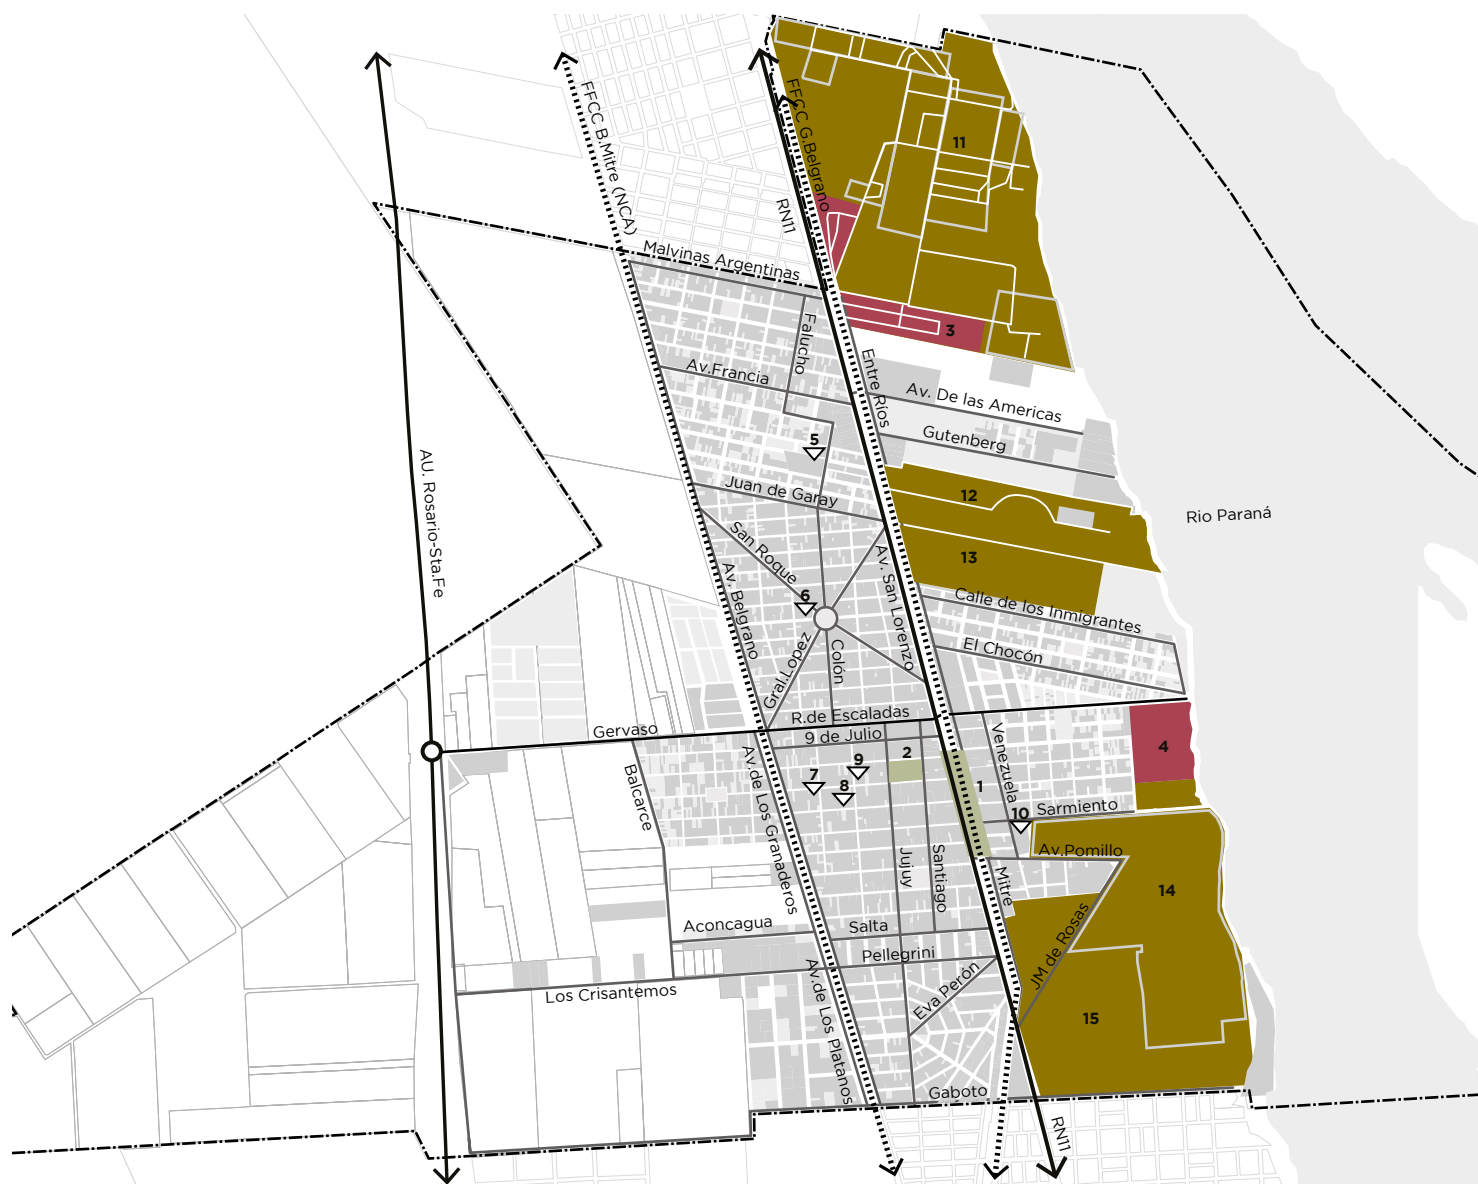 FFCC B.Mitre (NCA)
FFCC G.Belgrano
RN11
11
Malvinas Argentinas
3
Falucho
Entre Ríos
Av.Francia
Av. De las Americas
Gutenberg
5
AU. Rosario-Sta.Fe
Juan de Garay
12
Rio Paraná
San Roque
Av. San Lorenzo
13
Av. Belgrano
6
Calle de los Inmigrantes
El Chocón
Gral.Lopez
Colón
R.de Escaladas
Gervaso
9 de Julio
Venezuela
4
2
9
7
8
1
Balcarce
Av.de Los Granaderos
10
Sarmiento
Av.Pomillo
Jujuy
Santiago
Mitre
14
Aconcagua
Salta
JM de Rosas
Pellegrini
Eva Perón
Los Crisantemos
Av.de Los Platanos
15
Gaboto
RN11